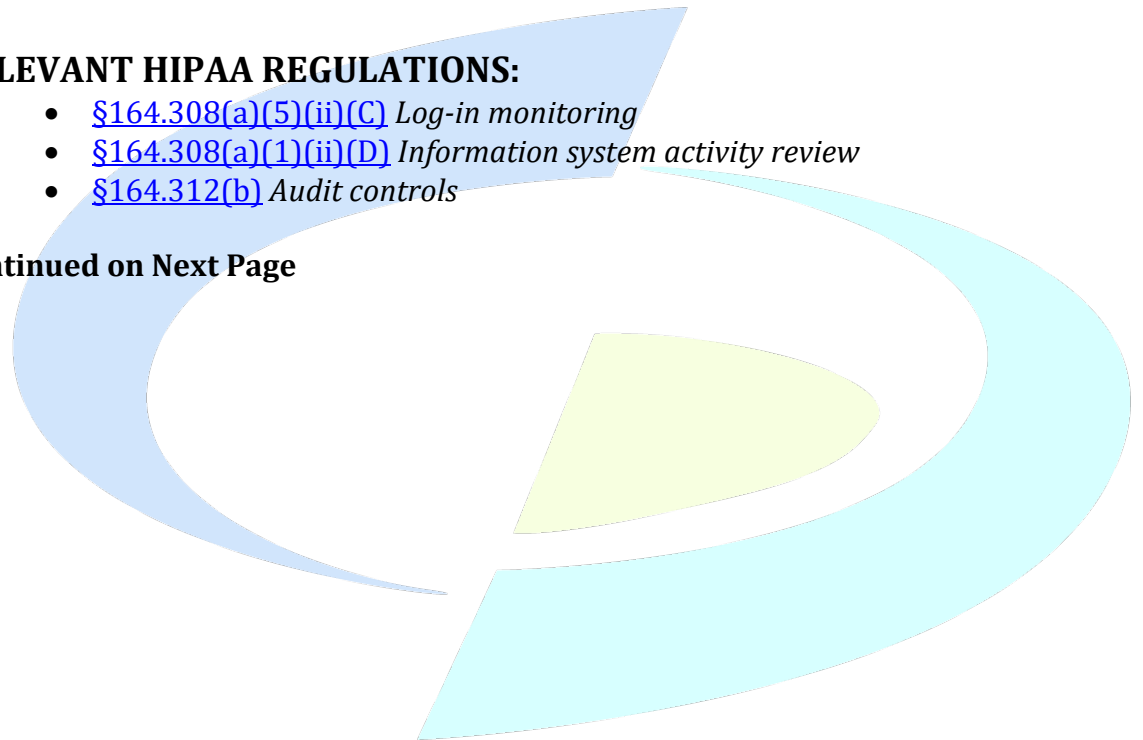 LEVANT HIPAA REGULATIONS:
• §164.308(a)(5)(ii)(C) Log-in monitoring
• §164.308(a)(1)(ii)(D) Information system activity review
• §164.312(b) Audit controls
ntinued on Next Page